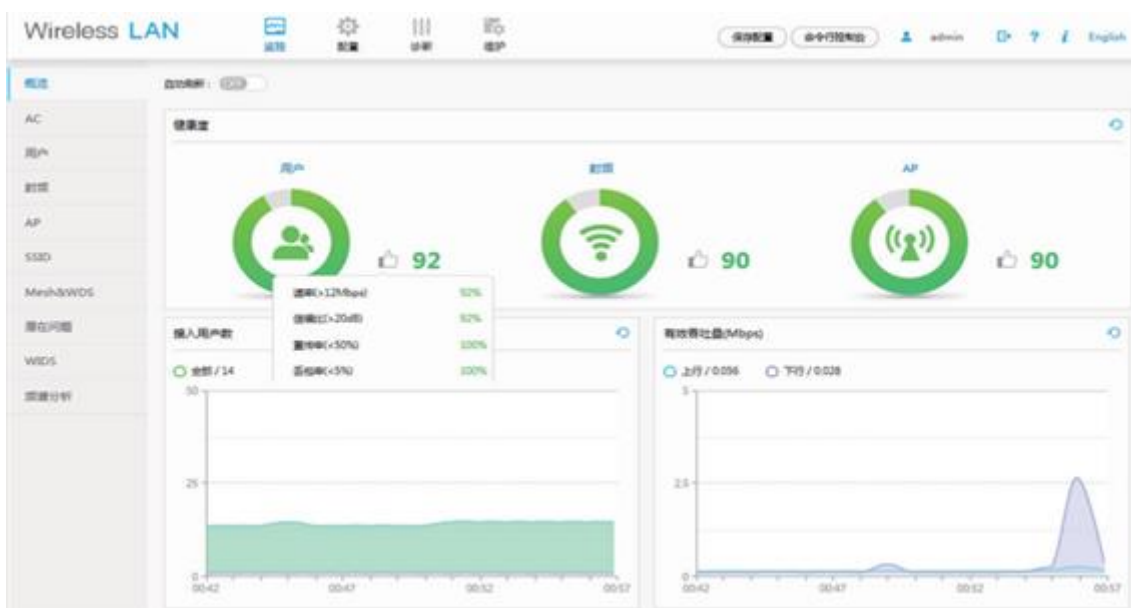 Wireless LAN
监控 配置 诊断 维护
保存配置 命令行控制台 admin ? i English
概览
自动刷新： OFF
AC
用户
射频
AP
SSID
Mesh&WDS
潜在问题
WIDS
频谱分析
健康度
用户 射频 AP
92 90 90
速率(>12Mbps) 92%
信噪比(>20dB) 92%
重传率(<50%) 100%
丢包率(<5%) 100%
接入用户数
全部 / 14
50
25
0
00:42 00:47 00:52 00:57
有效吞吐量(Mbps)
上行 / 0.056 下行 / 0.028
5
2.5
0
00:42 00:47 00:52 00:57